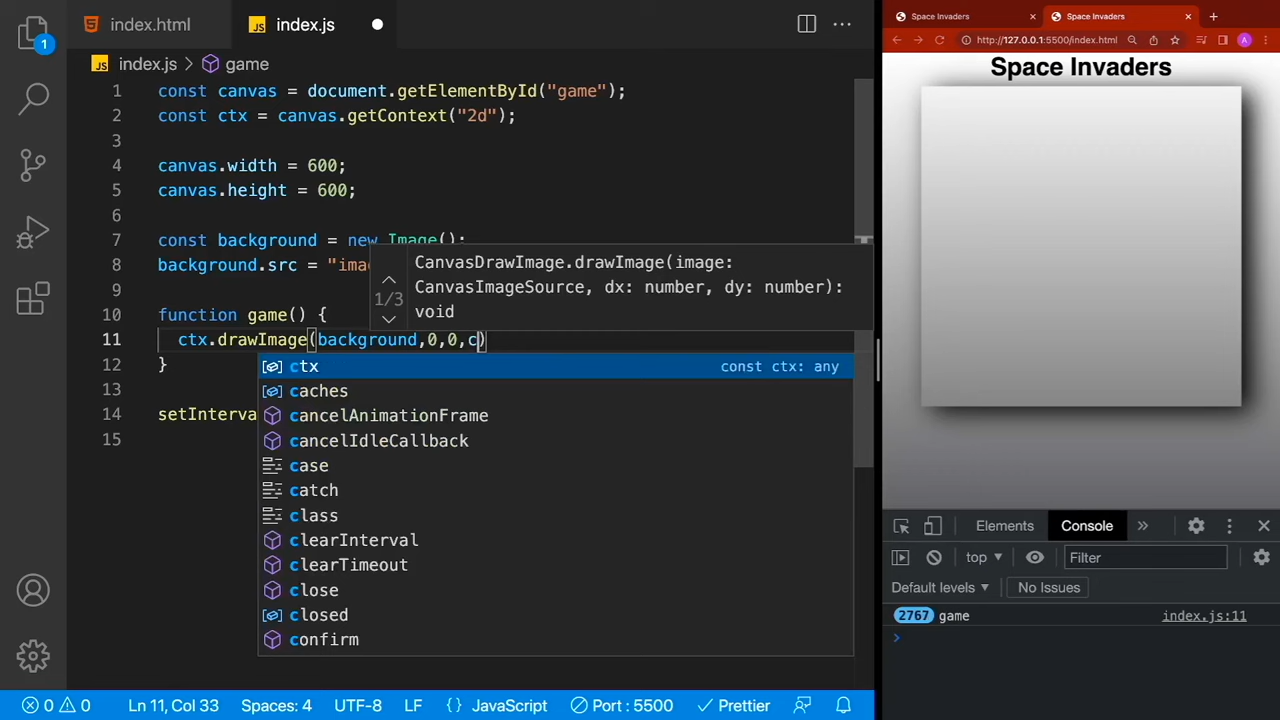 index.html
JS index.js
Space Invaders
Space Invaders
http://127.0.0.1:5500/index.html
A
1
JS index.js > game
1 const canvas = document.getElementById("game");
2 const ctx = canvas.getContext("2d");
3
4 canvas.width = 600;
5 canvas.height = 600;
6
7 const background = new Image();
8 background.src = "ima
9
10 function game() {
11 ctx.drawImage(background,0,0,c)
12 }
13
14 setInterva
15
1/3
CanvasDrawImage.drawImage(image:
CanvasImageSource, dx: number, dy: number):
void
ctx const ctx: any
caches
cancelAnimationFrame
cancelIdleCallback
case
catch
class
clearInterval
clearTimeout
close
closed
confirm
Space Invaders
Elements Console
top Filter
Default levels No Issues
2767 game index.js:11
0 0 Ln 11, Col 33 Spaces: 4 UTF-8 LF {} JavaScript Port : 5500 Prettier